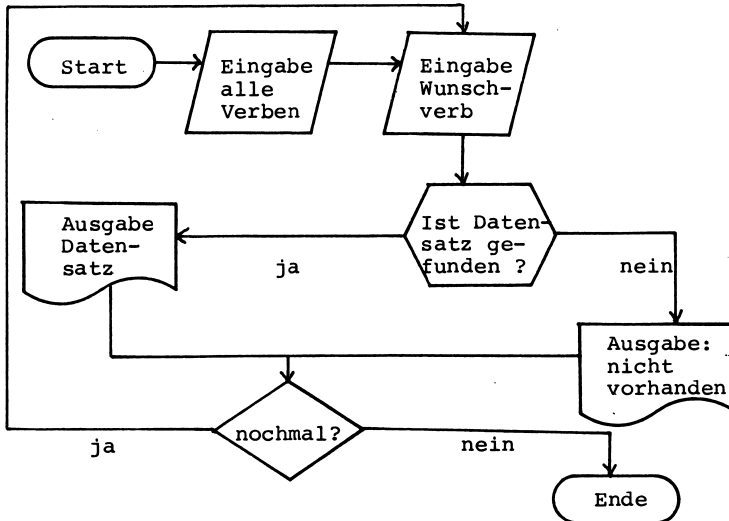 Start
Eingabe
alle
Verben
Eingabe
Wunsch-
verb
Ist Daten-
satz ge-
funden ?
Ausgabe
Daten-
satz
ja
nein
Ausgabe:
nicht
vorhanden
nochmal?
ja
nein
Ende